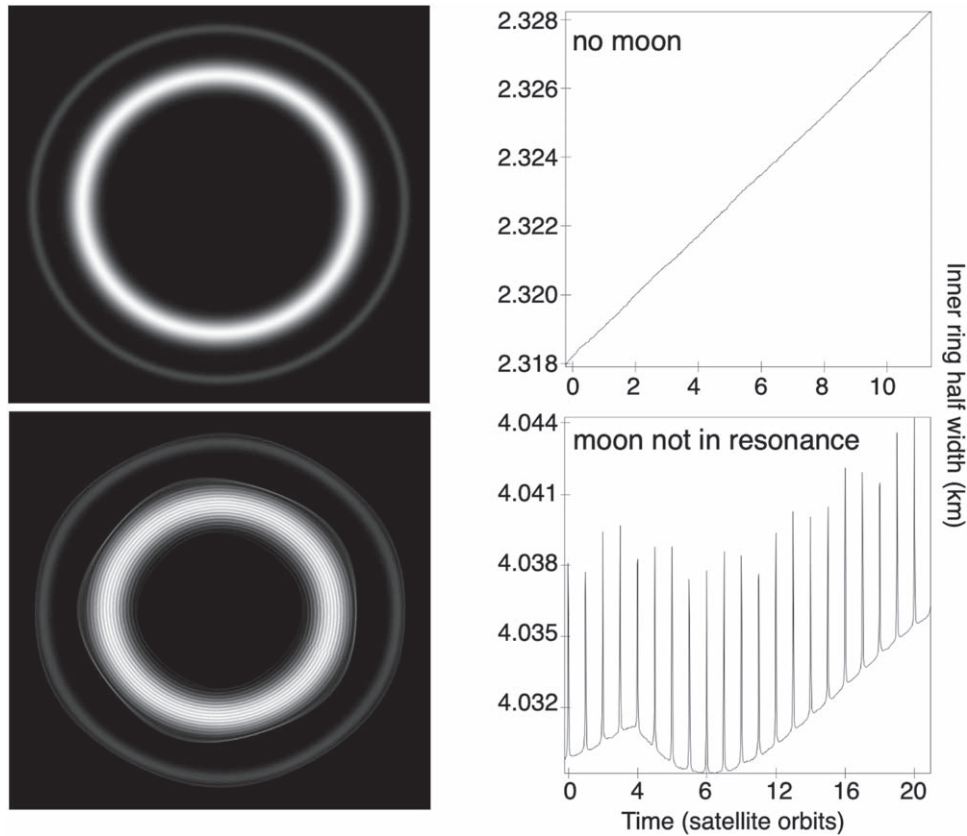 2.328
no moon
2.326
2.324
2.322
2.320
2.318
0 2 4 6 8 10
Inner ring half width (km)
4.044
moon not in resonance
4.041
4.038
4.035
4.032
0 4 6 12 16 20
Time (satellite orbits)